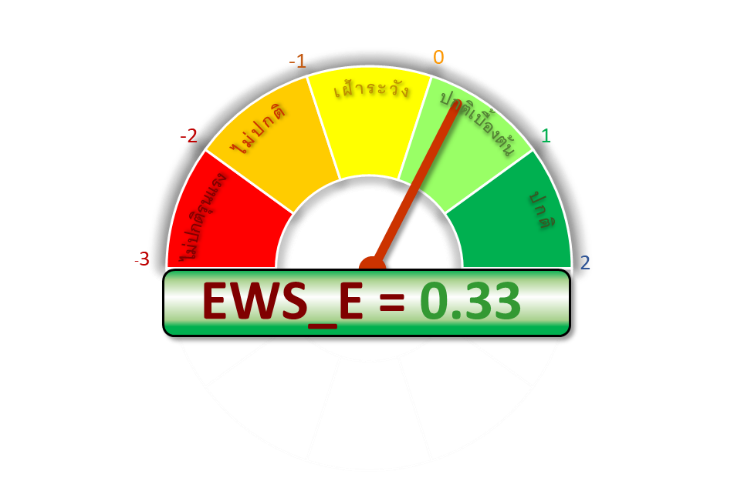 -3
-2
-1
0
1
2
ไม่ปกติรุนแรง
ไม่ปกติ
เฝ้าระวัง
ปกติเบื้องต้น
ปกติ
EWS_E = 0.33